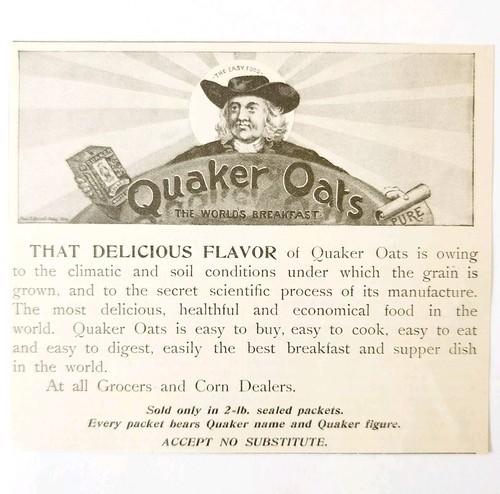 THE EASY FOOD
Quaker Oats
THE WORLD'S BREAKFAST
PURE
THAT DELICIOUS FLAVOR of Quaker Oats is owing
to the climatic and soil conditions under which the grain is
grown, and to the secret scientific process of its manufacture.
The most delicious, healthful and economical food in the
world. Quaker Oats is easy to buy, easy to cook, easy to eat
and easy to digest, easily the best breakfast and supper dish
in the world.
At all Grocers and Corn Dealers.
Sold only in 2-lb. sealed packets.
Every packet bears Quaker name and Quaker figure.
ACCEPT NO SUBSTITUTE.